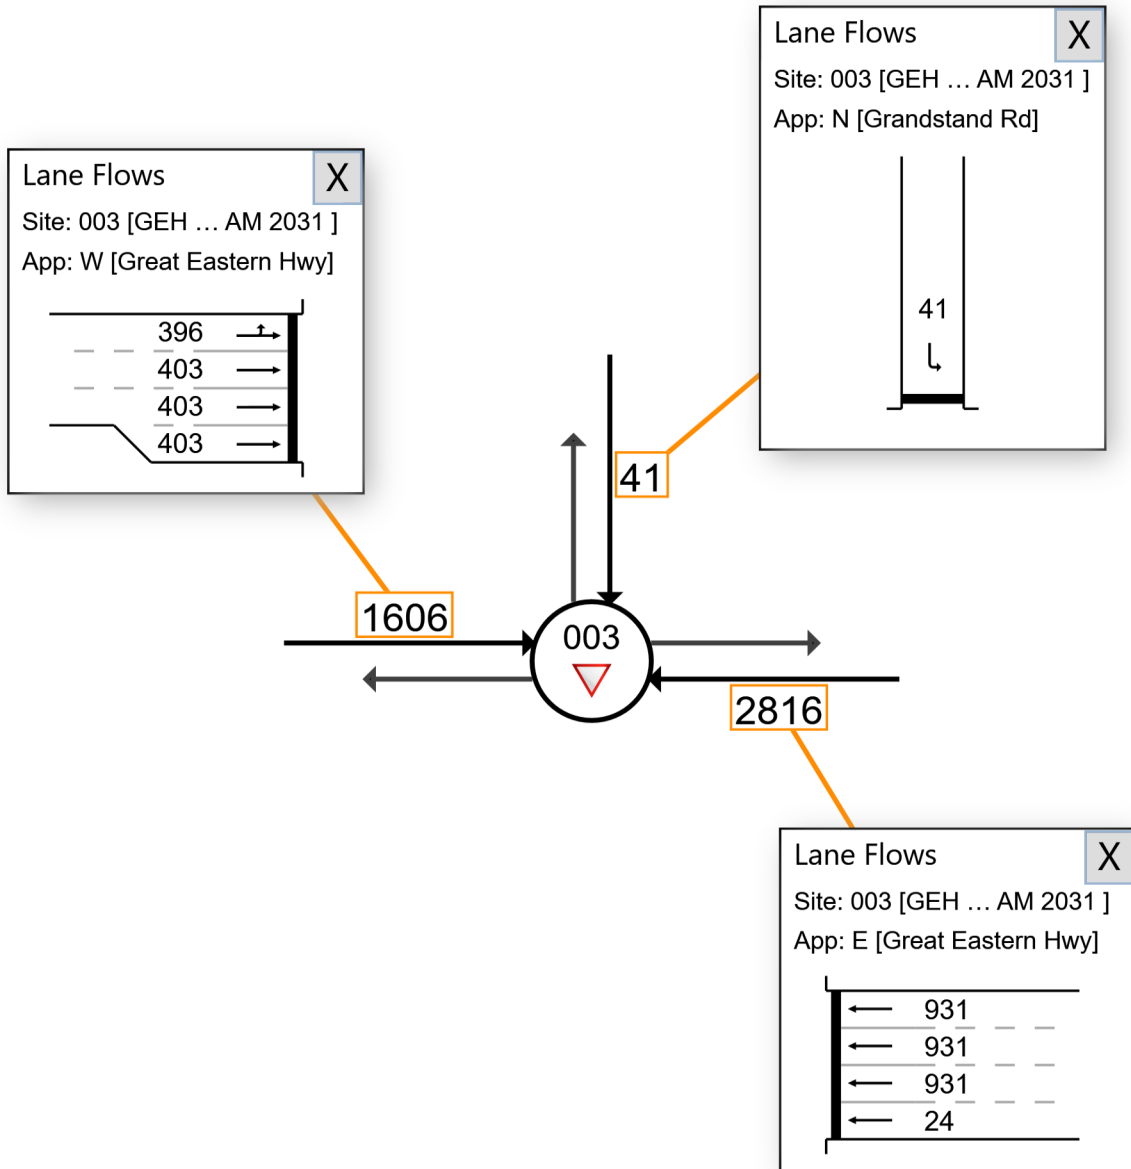 Lane Flows
X
Site: 003 [GEH ... AM 2031 ]
App: N [Grandstand Rd]
41
Lane Flows
X
Site: 003 [GEH ... AM 2031 ]
App: W [Great Eastern Hwy]
396
403
403
403
41
1606
003
2816
Lane Flows
X
Site: 003 [GEH ... AM 2031 ]
App: E [Great Eastern Hwy]
931
931
931
24